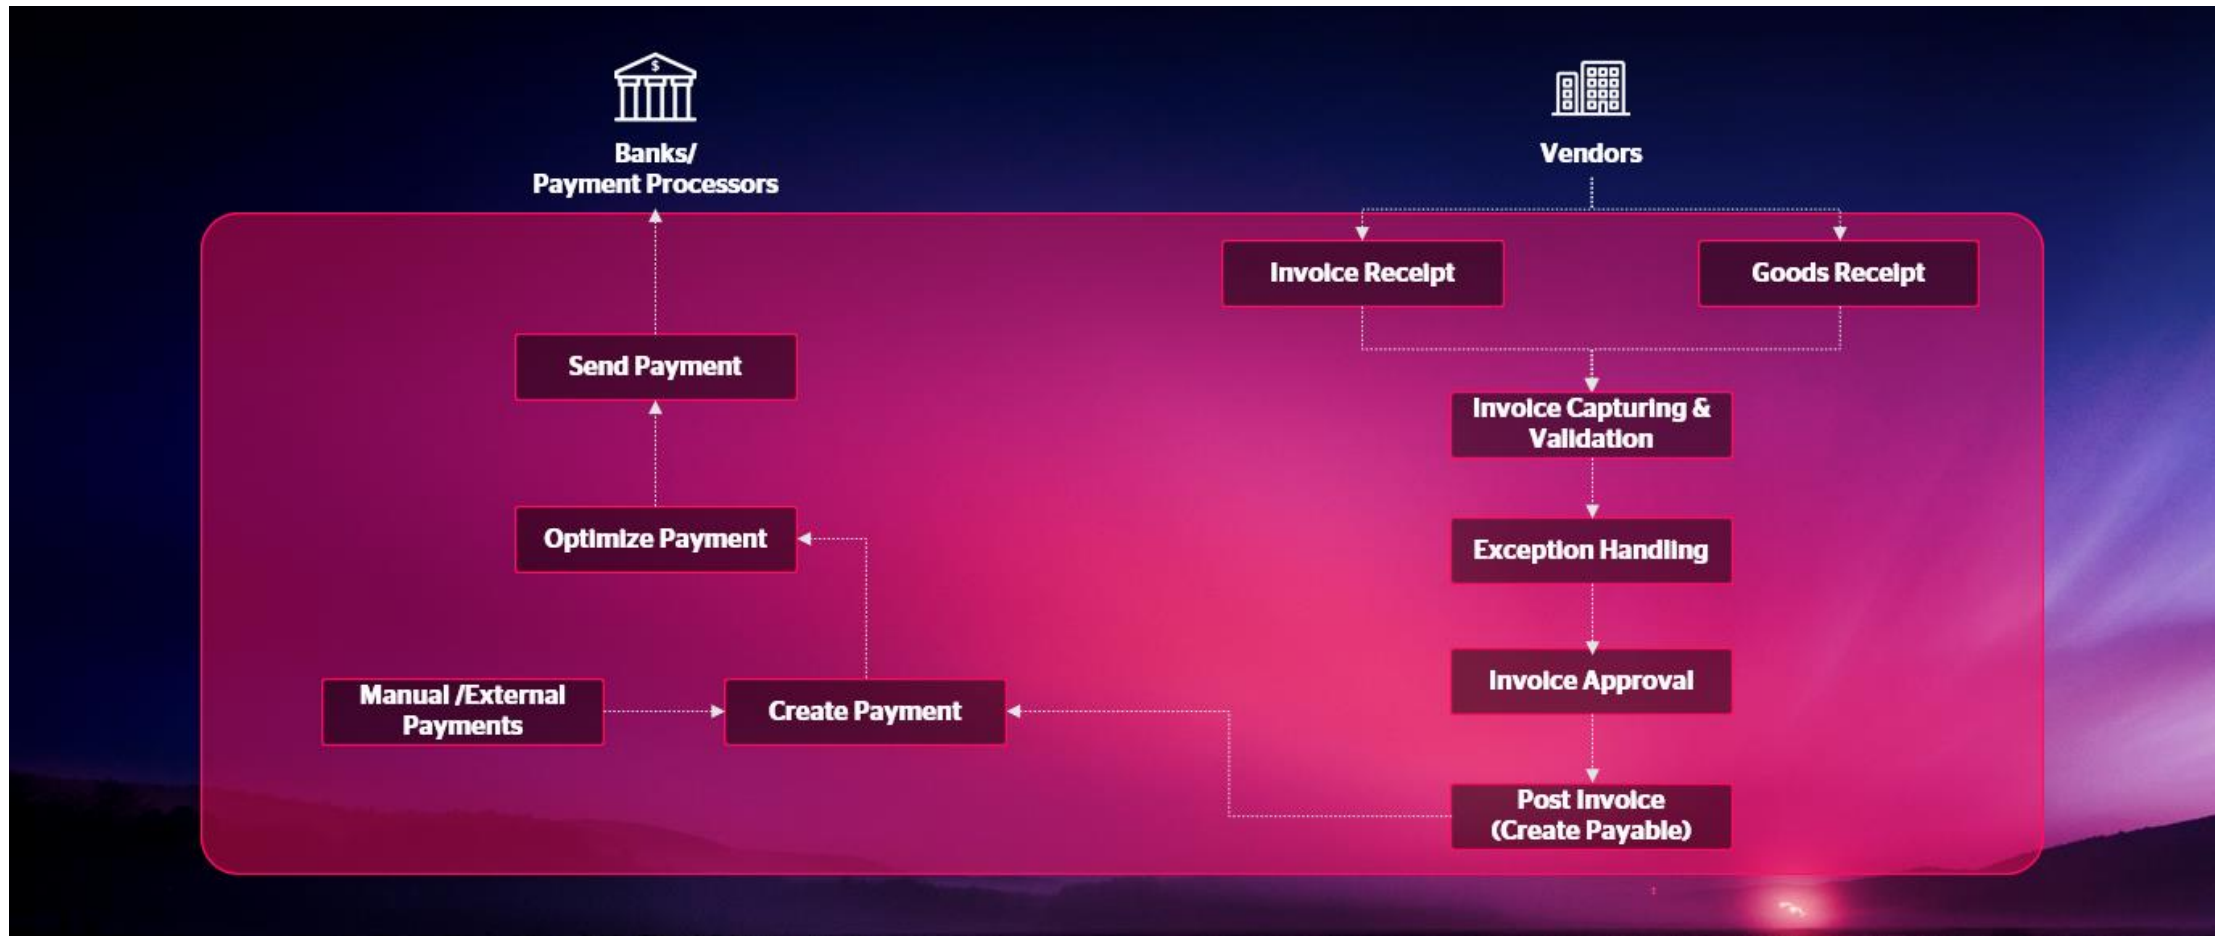 $
Banks/
Payment Processors
Vendors
Invoice Receipt
Goods Receipt
Send Payment
Invoice Capturing &
Validation
Optimize Payment
Exception Handling
Manual /External
Payments
Create Payment
Invoice Approval
Post Invoice
(Create Payable)